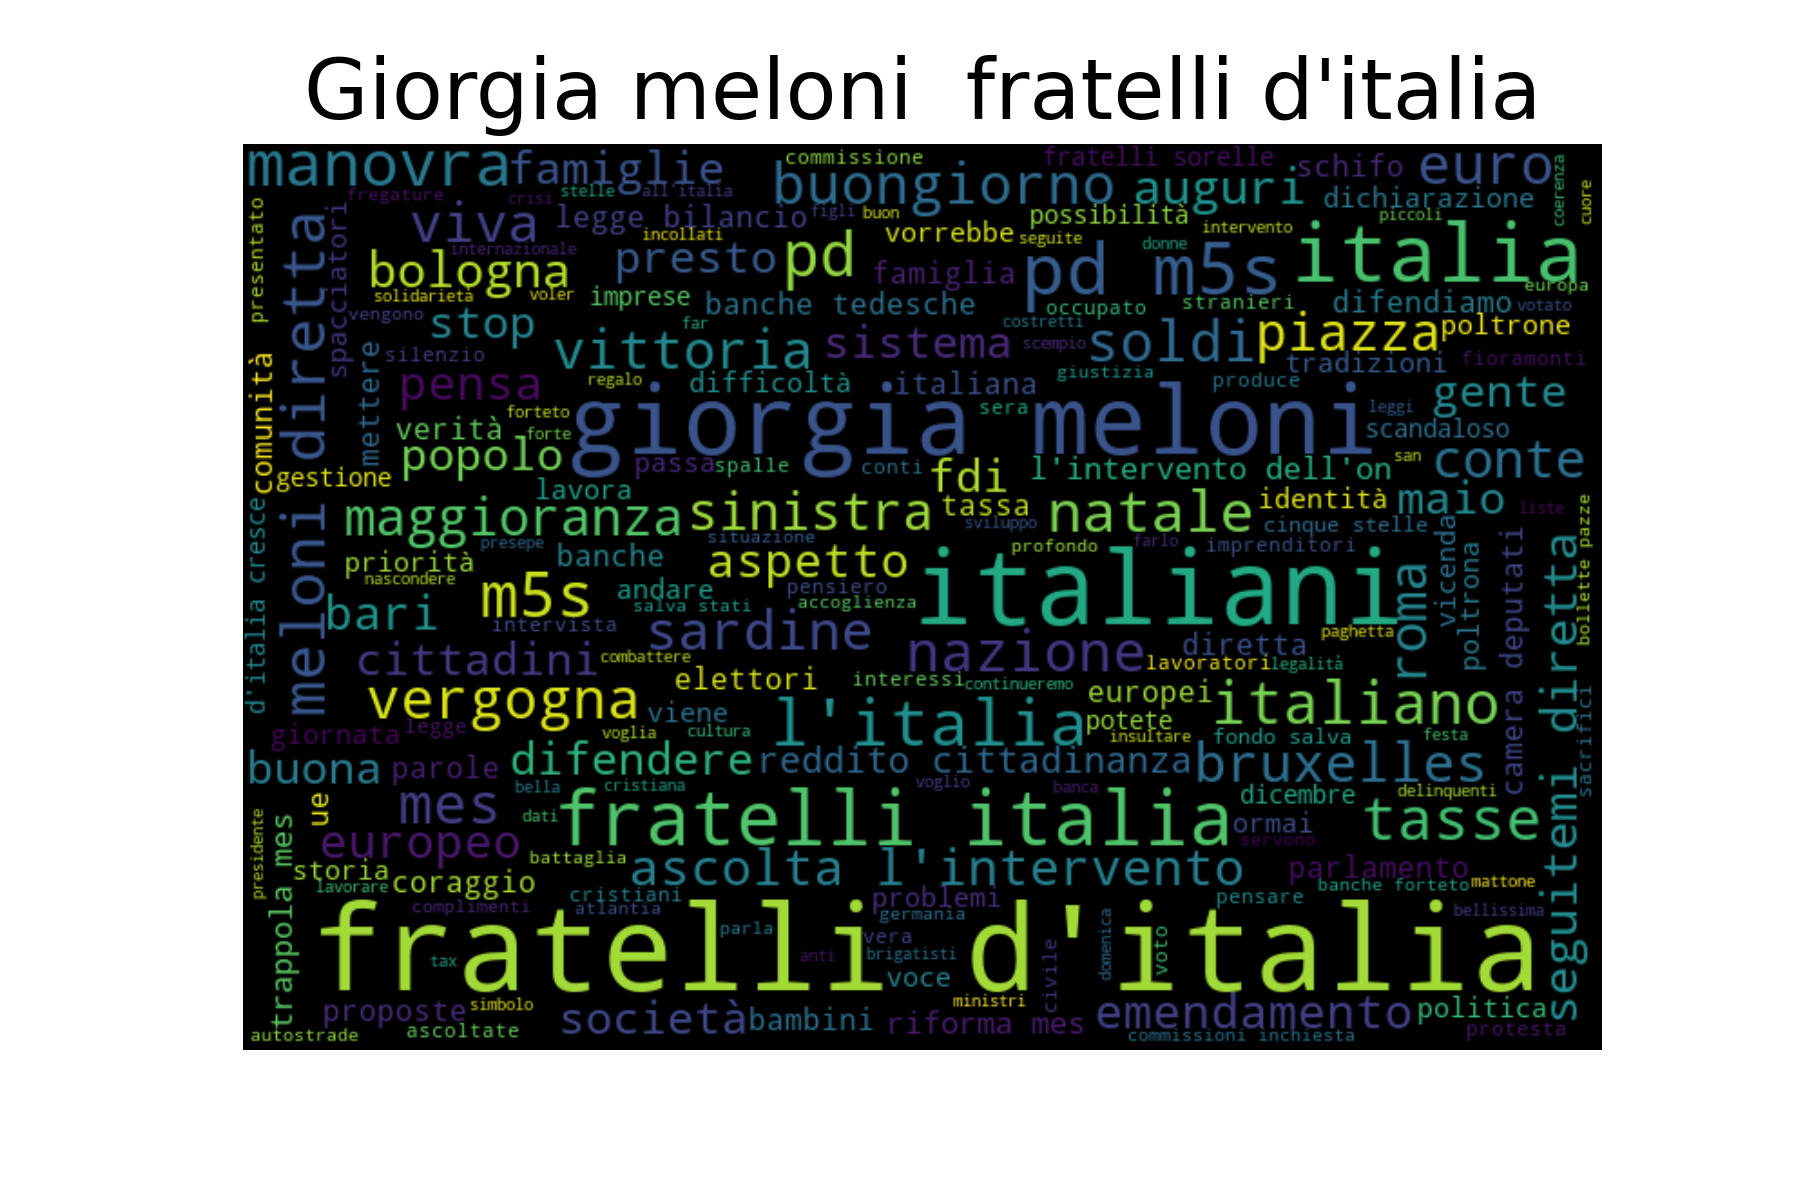 Giorgia meloni  fratelli d'italia
manovra famiglie commissione fratelli sorelle schifo euro
fregature crisi stelle all'italia buongiorno auguri dichiarazione coerenza cuore
presentato spacciatori viva legge bilancio figli buon possibilità piccoli
internazionale incollati vorrebbe seguite donne intervento italia
bologna presto pd famiglia pd m5s europa
solidarietà voler imprese banche tedesche occupato stranieri difendiamo votato
vengono stop far costretti soldi piazza poltrone
meloni diretta mettere silenzio vittoria sistema scempio tradizioni fioramonti
comunità pensa regalo difficoltà italiana giustizia produce gente
forteto giorgia meloni sera leggi
verità forte scandaloso
popolo passa spalle conti fdi l'intervento dell'on san conte
gestione lavora tassa identità maio
maggioranza sinistra sviluppo natale cinque stelle liste
d'italia cresce presepe situazione profondo farlo imprenditori vicenda bollette pazze
priorità banche aspetto italiani
nascondere m5s andare pensiero roma poltrona camera deputati
bari salva stati accoglienza
intervista sardine paghetta seguitemi diretta
cittadini combattere nazione diretta lavoratori legalità
vergogna elettori interessi continueremo europei italiano
viene l'italia potete sacrifici
giornata legge voglia cultura insultare fondo salva festa
buona parole difendere reddito cittadinanza bruxelles
ue mes bella cristiana voglio banca dicembre delinquenti
dati fratelli italia ormai tasse
presidente europeo servono
trappola mes storia battaglia ascolta l'intervento parlamento
lavorare coraggio cristiani problemi pensare banche forteto mattone
complimenti atlantia germania bellissima
fratelli d'italia parla vera domenica voto
tax anti brigatisti civile
voce
proposte simbolo ministri emendamento politica
società bambini riforma mes protesta
autostrade ascoltate commissioni inchiesta